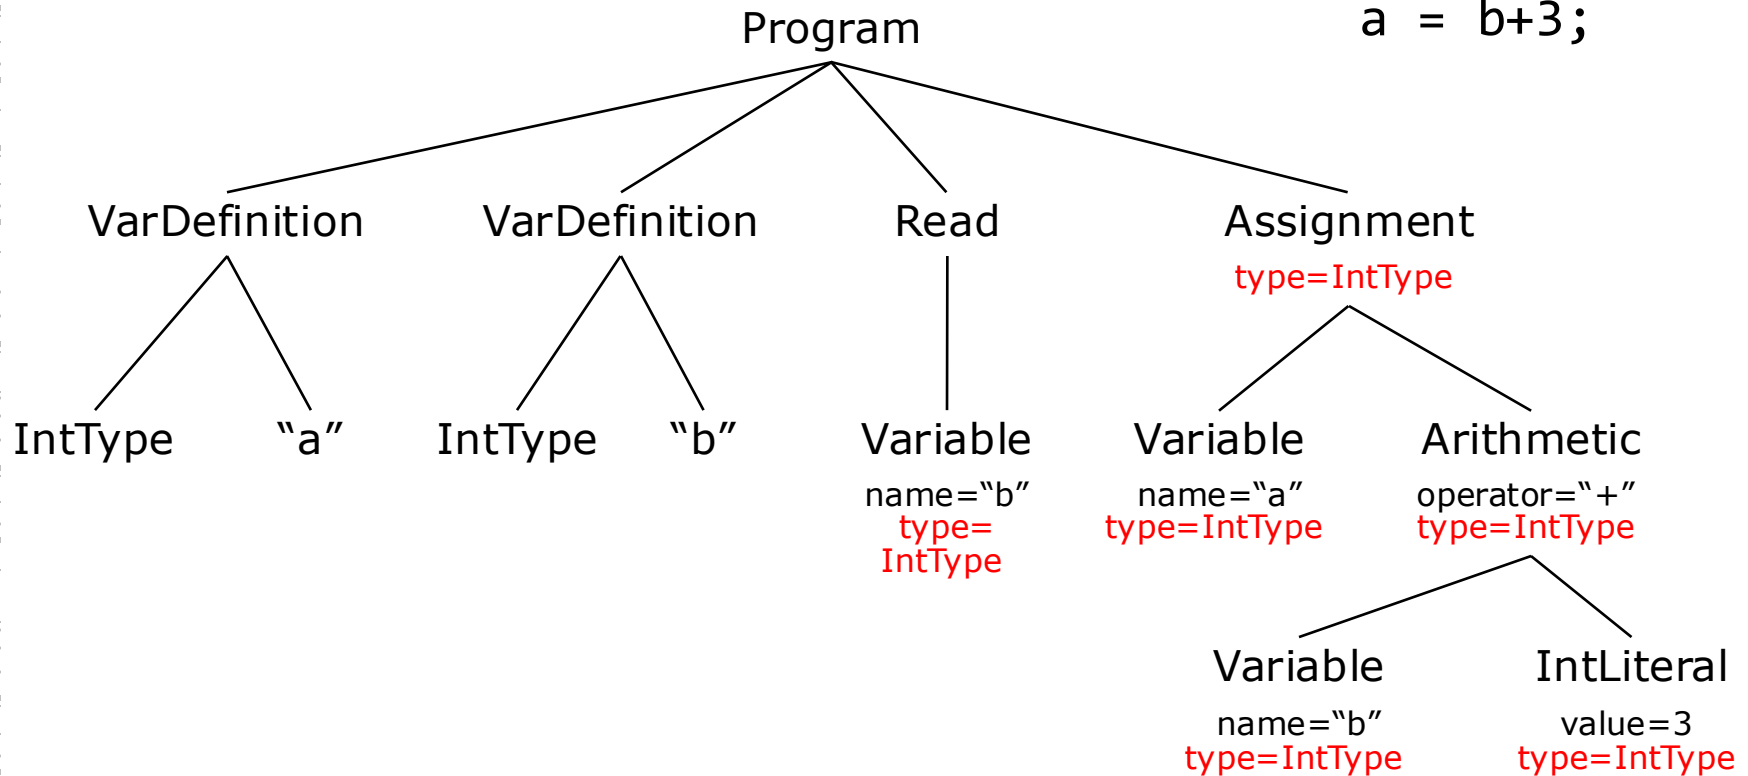 a = b+3;
Program
VarDefinition VarDefinition Read Assignment
type=IntType
IntType “a” IntType “b” Variable Variable Arithmetic
name=“b” name=“a” operator=“+”
type= type=IntType type=IntType
IntType
Variable IntLiteral
name=“b” value=3
type=IntType type=IntType